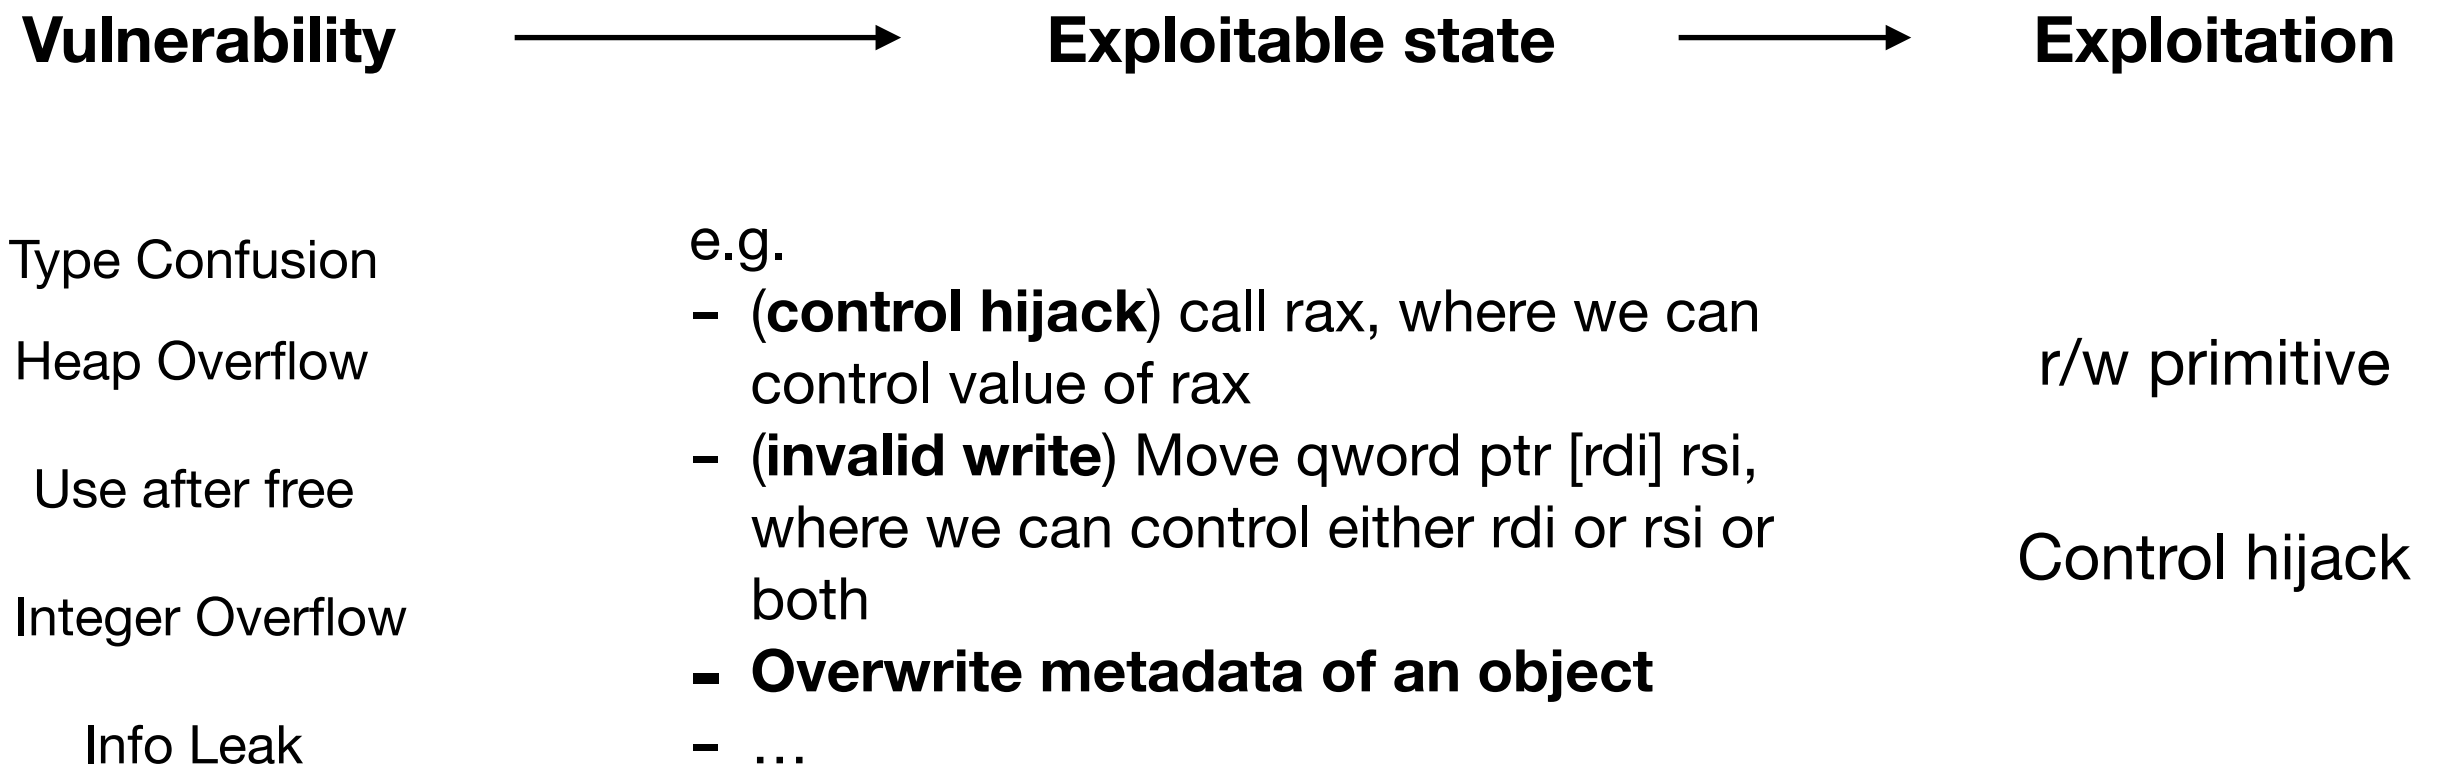 Vulnerability
Exploitable state
Exploitation
Type Confusion
Heap Overflow
Use after free
Integer Overflow
Info Leak
e.g.
- (control hijack) call rax, where we can
control value of rax
- (invalid write) Move qword ptr [rdi] rsi,
where we can control either rdi or rsi or
both
- Overwrite metadata of an object
- …
r/w primitive
Control hijack